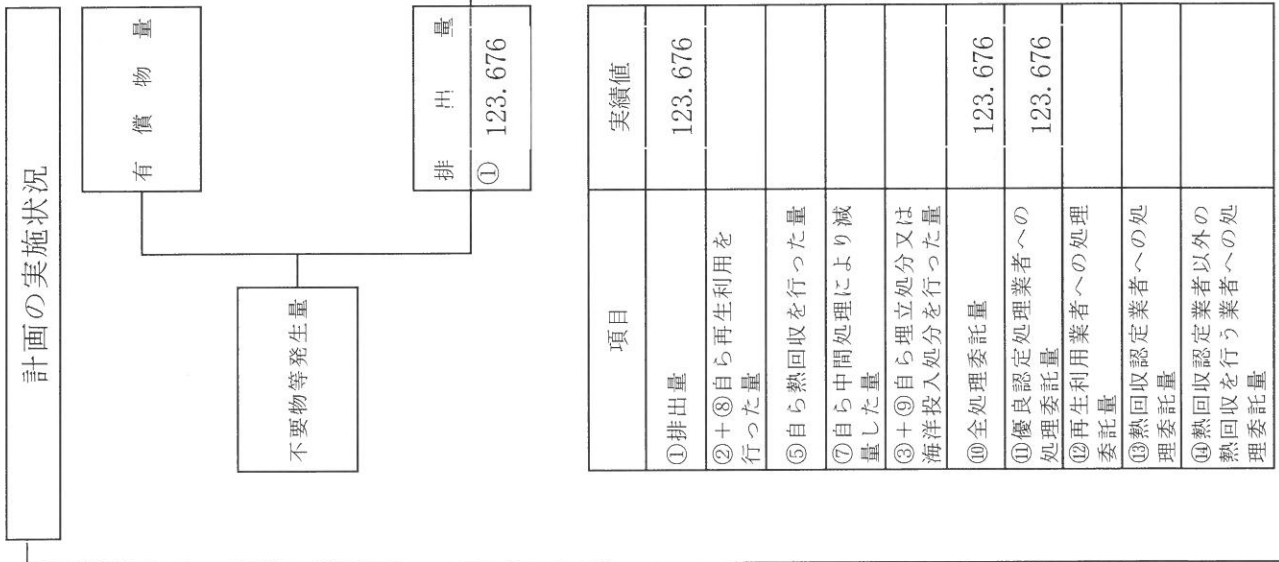 計画の実施状況
不要物等発生量
有償物量
排出量
① 123.676
項目 実績値
①排出量 123.676
②+⑧自ら再生利用を
行った量
⑤自ら熱回収を行った量
⑦自ら中間処理により減
量した量
③+⑨自ら埋立処分又は
海洋投入処分を行った量
⑩全処理委託量 123.676
⑪優良認定処理業者への
処理委託量 123.676
⑫再生利用業者への処理
委託量
⑬熱回収認定業者への処
理委託量
⑭熱回収認定業者以外の
熱回収を行う業者への処
理委託量